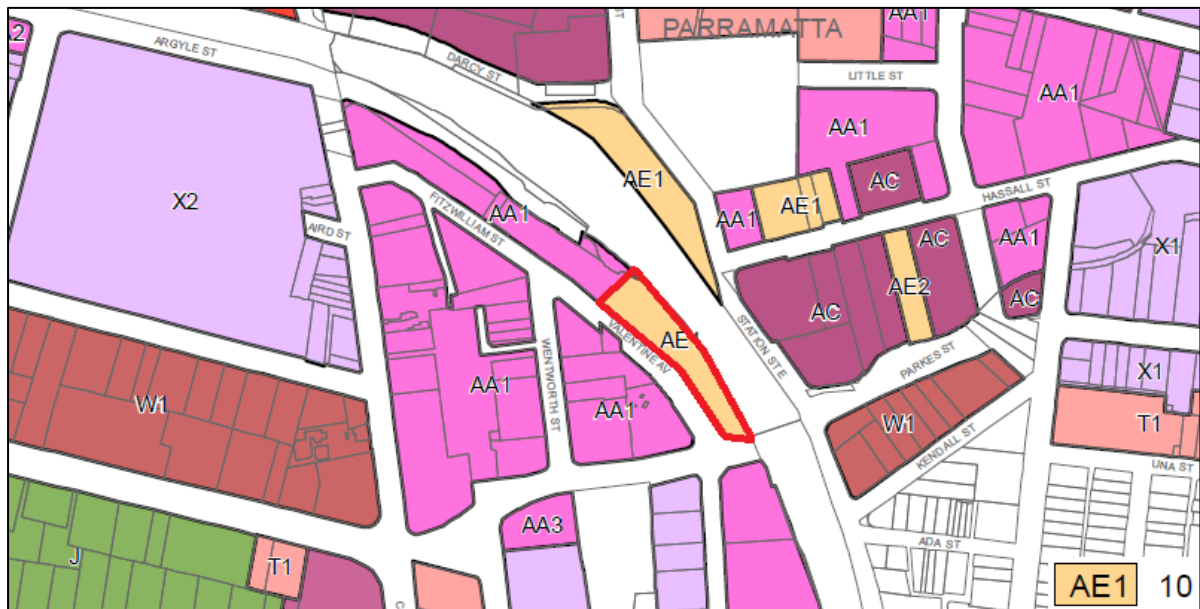 A2
ARGYLE ST
DARCY ST
ST
PARRAMATTA
AA1
LITTLE ST
AA1
AA1
X2
AIRD ST
FITZWILLIAM ST
AA1
AE1
AA1
AE1
AC
HASSALL ST
AA1
X1
AC
AC
AE2
AC
AE1
VALENTINE AV
STATION ST E
WENTWORTH ST
AA1
AA1
PARKES ST
X1
W1
W1
KENDALL ST
T1
UNA ST
AA3
ADA ST
J
T1
C
AE1 10